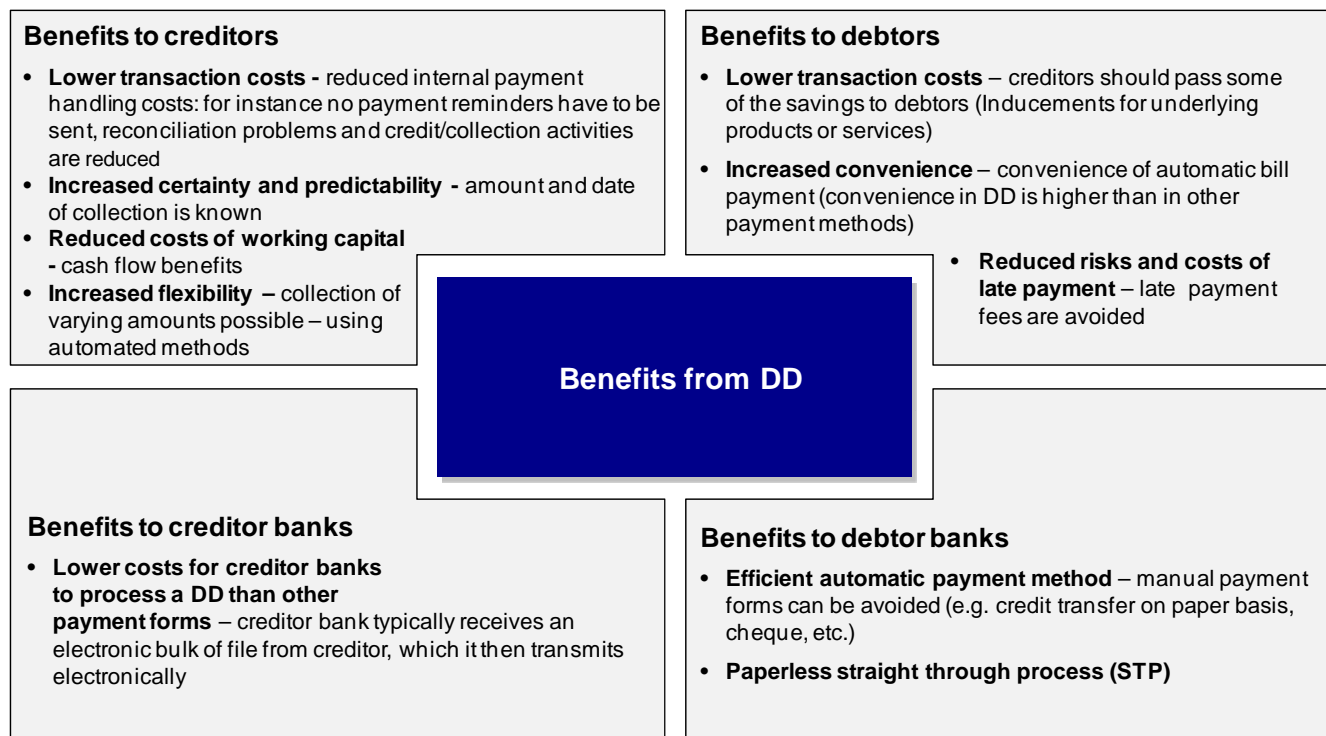 Benefits to creditors
• Lower transaction costs - reduced internal payment
handling costs: for instance no payment reminders have to be
sent, reconciliation problems and credit/collection activities
are reduced
• Increased certainty and predictability - amount and date
of collection is known
• Reduced costs of working capital
- cash flow benefits
• Increased flexibility – collection of
varying amounts possible – using
automated methods
Benefits to debtors
• Lower transaction costs – creditors should pass some
of the savings to debtors (Inducements for underlying
products or services)
• Increased convenience – convenience of automatic bill
payment (convenience in DD is higher than in other
payment methods)
• Reduced risks and costs of
late payment – late payment
fees are avoided
Benefits from DD
Benefits to creditor banks
• Lower costs for creditor banks
to process a DD than other
payment forms – creditor bank typically receives an
electronic bulk of file from creditor, which it then transmits
electronically
Benefits to debtor banks
• Efficient automatic payment method – manual payment
forms can be avoided (e.g. credit transfer on paper basis,
cheque, etc.)
• Paperless straight through process (STP)